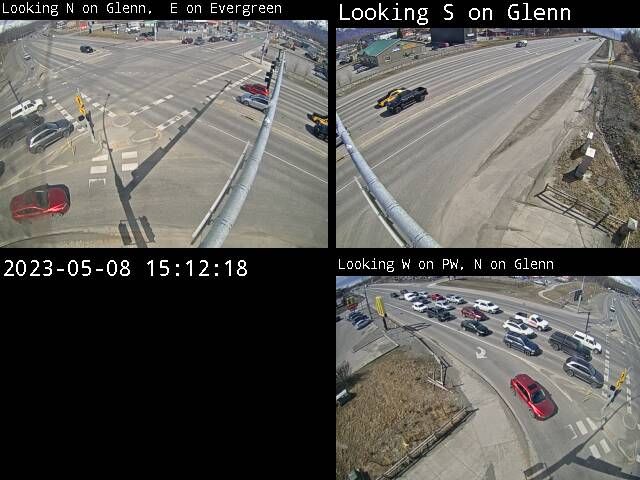 Looking N on Glenn,  E on Evergreen
Looking S on Glenn
2023-05-08 15:12:18
Looking W on PW, N on Glenn